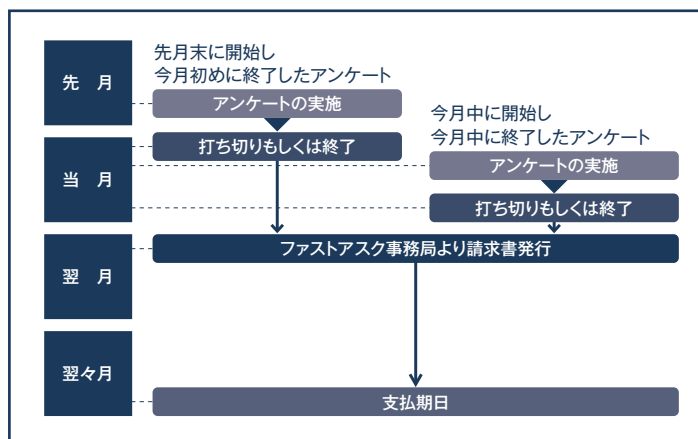 先　月
先月末に開始し
今月初めに終了したアンケート
アンケートの実施
打ち切りもしくは終了
当　月
今月中に開始し
今月中に終了したアンケート
アンケートの実施
打ち切りもしくは終了
翌　月
ファストアスク事務局より請求書発行
翌々月
支払期日